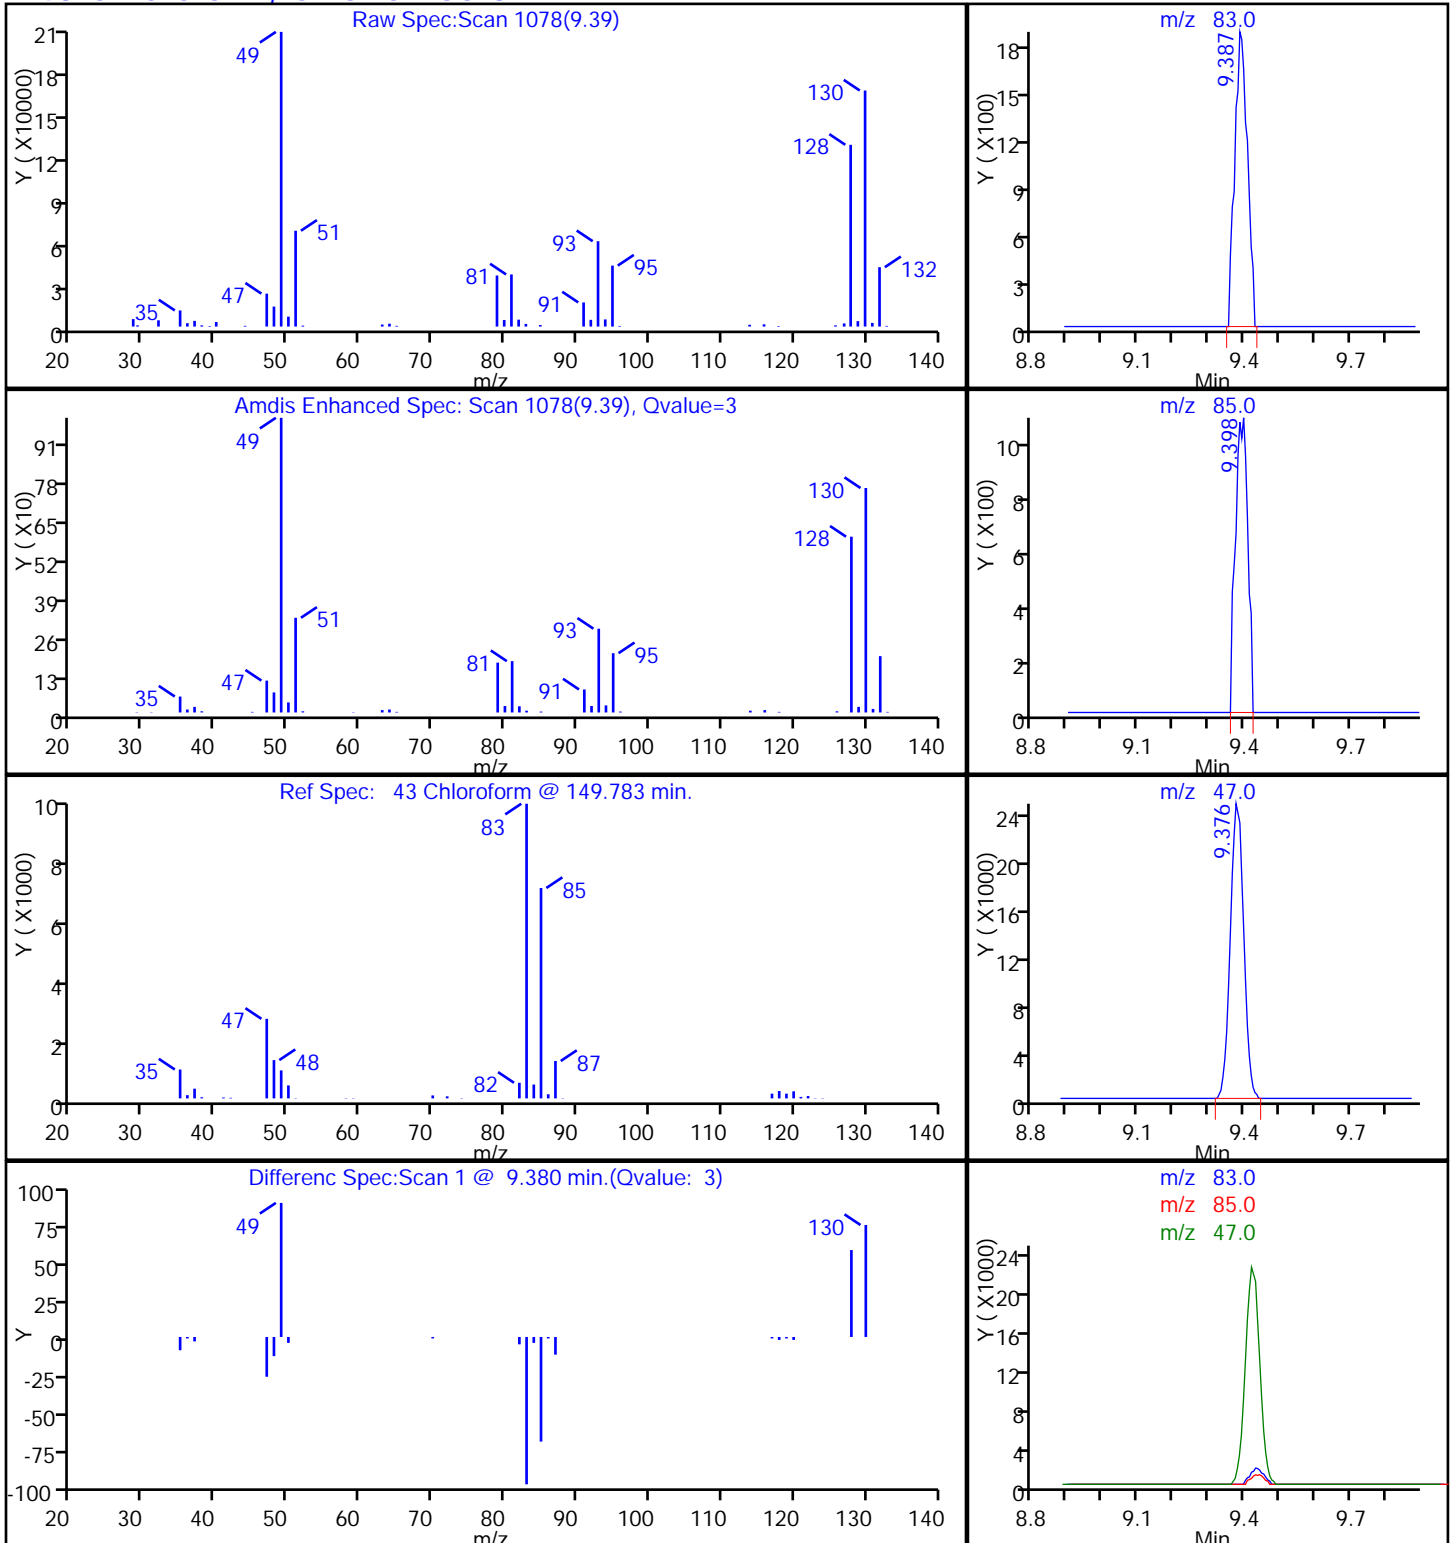 Raw Spec:Scan 1078(9.39)
Y ( X10000)
21
18
15
12
9
6
3
0
49
130
128
51
93
95
81
132
47
91
35
20 30 40 50 60 70 80 90 100 110 120 130 140
m/z
m/z 83.0
Y ( X100)
18
15
12
9
6
3
0
9.387
8.8 9.1 9.4 9.7
Min
Amdis Enhanced Spec: Scan 1078(9.39), Qvalue=3
Y ( X10)
91
78
65
52
39
26
13
0
49
130
128
51
93
95
81
47
91
35
20 30 40 50 60 70 80 90 100 110 120 130 140
m/z
m/z 85.0
Y ( X100)
10
8
6
4
2
0
9.398
8.8 9.1 9.4 9.7
Min
Ref Spec: 43 Chloroform @ 149.783 min.
Y ( X1000)
10
8
6
4
2
0
83
85
47
48
87
82
35
20 30 40 50 60 70 80 90 100 110 120 130 140
m/z
m/z 47.0
Y ( X1000)
24
20
16
12
8
4
0
9.376
8.8 9.1 9.4 9.7
Min
Differenc Spec:Scan 1 @ 9.380 min.(Qvalue: 3)
Y
100
75
50
25
0
-25
-50
-75
-100
49
130
20 30 40 50 60 70 80 90 100 110 120 130 140
m/z
m/z 83.0
m/z 85.0
m/z 47.0
Y ( X1000)
24
20
16
12
8
4
0
8.8 9.1 9.4 9.7
Min